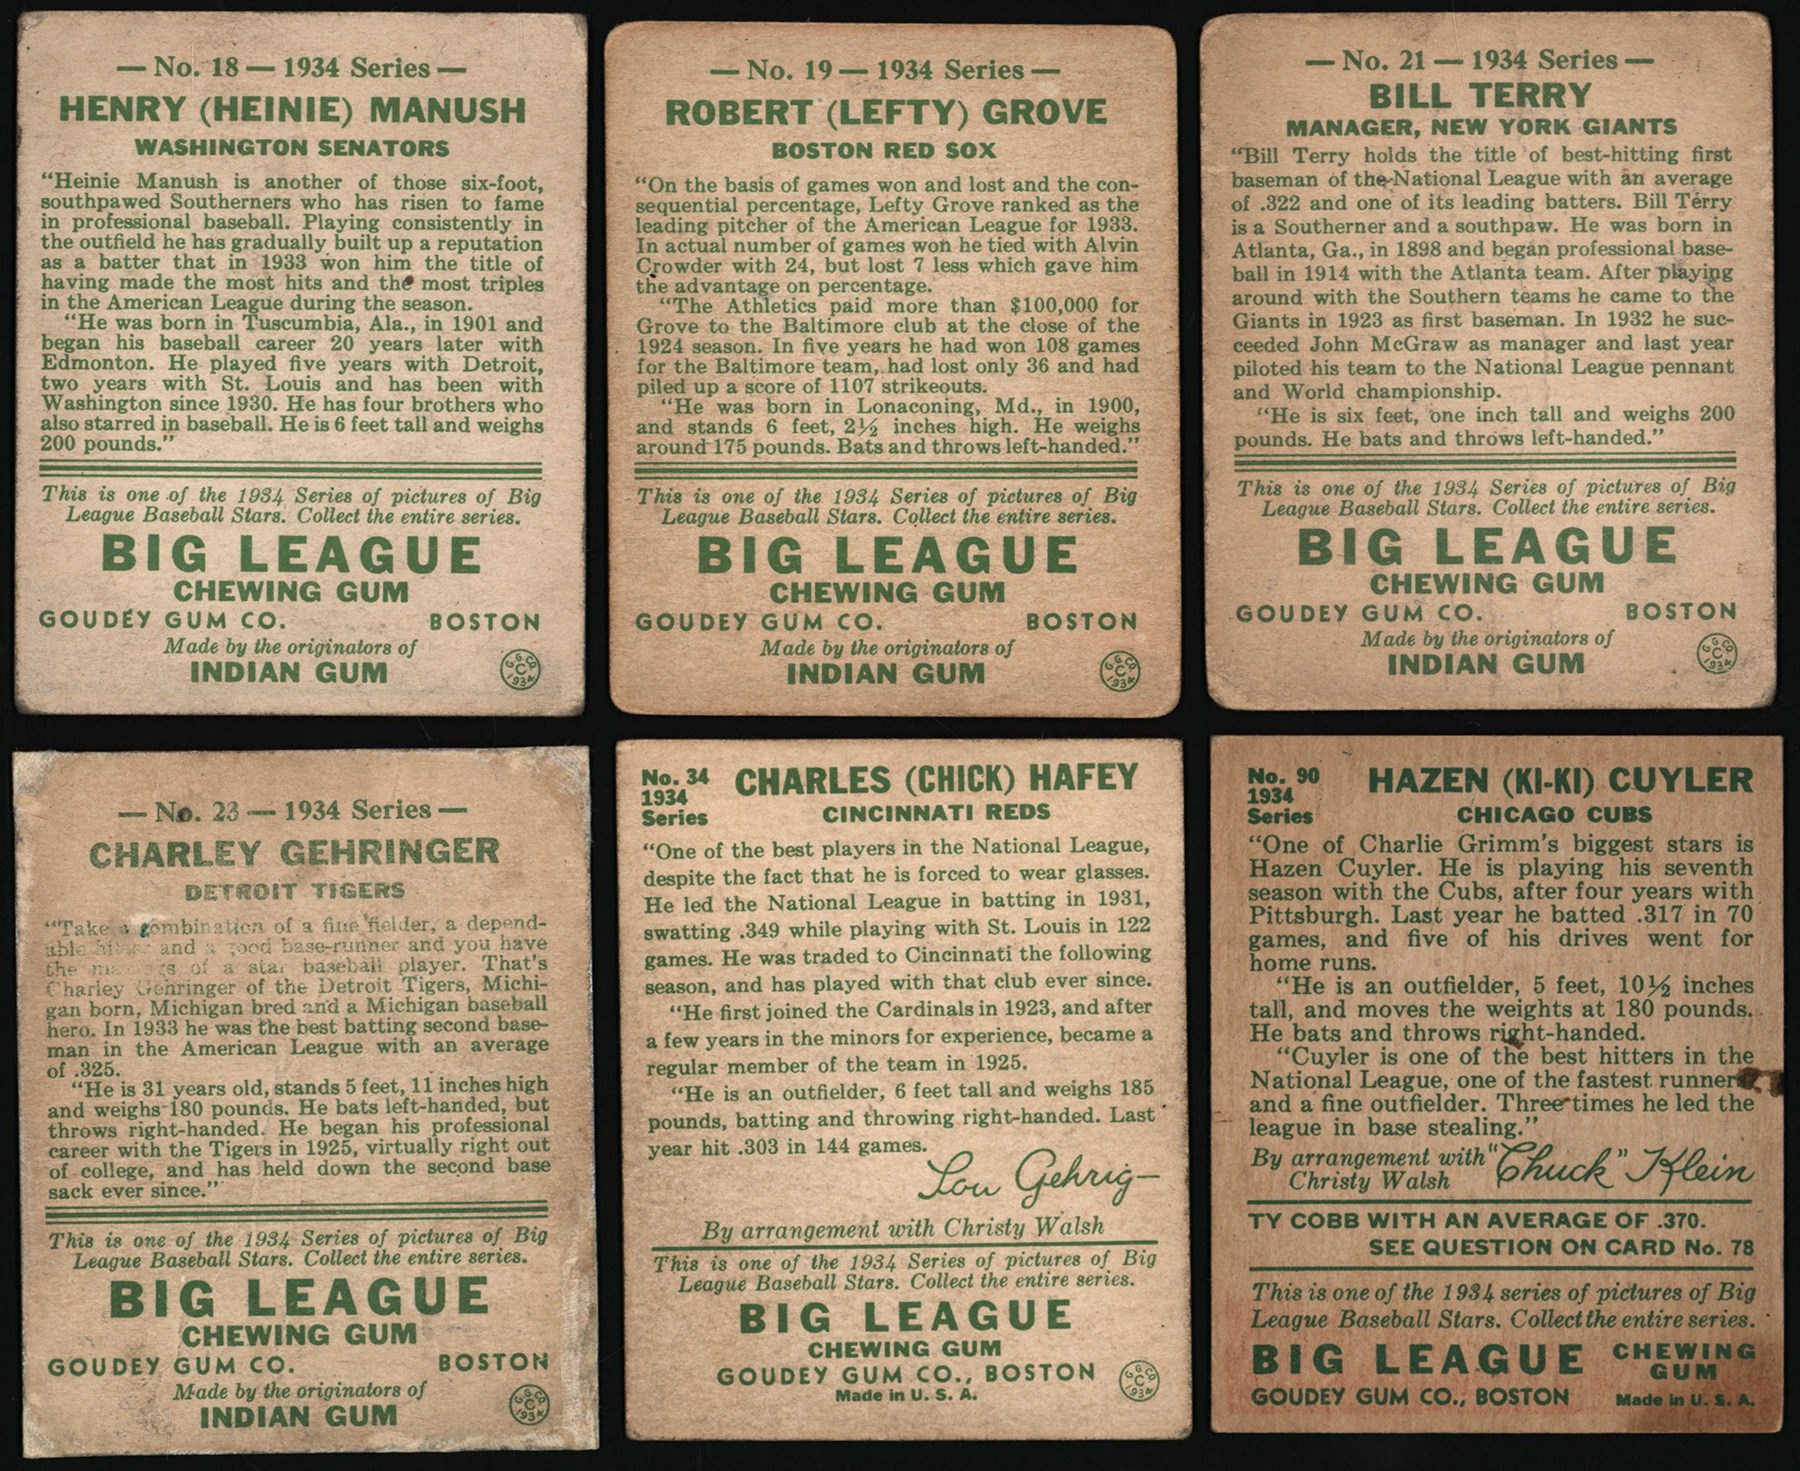 — No. 18 — 1934 Series —
HENRY (HEINIE) MANUSH
WASHINGTON SENATORS
“Heinie Manush is another of those six-foot,
southpawed Southerners who has risen to fame
in professional baseball. Playing consistently in
the outfield he has gradually built up a reputation
as a batter that in 1933 won him the title of
having made the most hits and the most triples
in the American League during the season.
“He was born in Tuscumbia, Ala., in 1901 and
began his baseball career 20 years later with
Edmonton. He played five years with Detroit,
two years with St. Louis and has been with
Washington since 1930. He has four brothers who
also starred in baseball. He is 6 feet tall and weighs
200 pounds.”
This is one of the 1934 Series of pictures of Big
League Baseball Stars. Collect the entire series.
BIG LEAGUE
CHEWING GUM
GOUDEY GUM CO. BOSTON
Made by the originators of
INDIAN GUM
G.G.CO.
C
1934
— No. 19 — 1934 Series —
ROBERT (LEFTY) GROVE
BOSTON RED SOX
“On the basis of games won and lost and the con-
sequential percentage, Lefty Grove ranked as the
leading pitcher of the American League for 1933.
In actual number of games won he tied with Alvin
Crowder with 24, but lost 7 less which gave him
the advantage on percentage.
“The Athletics paid more than $100,000 for
Grove to the Baltimore club at the close of the
1924 season. In five years he had won 108 games
for the Baltimore team, had lost only 36 and had
piled up a score of 1107 strikeouts.
“He was born in Lonaconing, Md., in 1900,
and stands 6 feet, 2½ inches high. He weighs
around 175 pounds. Bats and throws left-handed.”
This is one of the 1934 Series of pictures of Big
League Baseball Stars. Collect the entire series.
BIG LEAGUE
CHEWING GUM
GOUDEY GUM CO. BOSTON
Made by the originators of
INDIAN GUM
G.G.CO.
C
1934
— No. 21 — 1934 Series —
BILL TERRY
MANAGER, NEW YORK GIANTS
“Bill Terry holds the title of best-hitting first
baseman of the National League with an average
of .322 and one of its leading batters. Bill Terry
is a Southerner and a southpaw. He was born in
Atlanta, Ga., in 1898 and began professional base-
ball in 1914 with the Atlanta team. After playing
around with the Southern teams he came to the
Giants in 1923 as first baseman. In 1932 he suc-
ceeded John McGraw as manager and last year
piloted his team to the National League pennant
and World championship.
“He is six feet, one inch tall and weighs 200
pounds. He bats and throws left-handed.”
This is one of the 1934 Series of pictures of Big
League Baseball Stars. Collect the entire series.
BIG LEAGUE
CHEWING GUM
GOUDEY GUM CO. BOSTON
Made by the originators of
INDIAN GUM
G.G.CO.
C
1934
— No. 23 — 1934 Series —
CHARLEY GEHRINGER
DETROIT TIGERS
“Take a combination of a fine fielder, a depend-
able and a good base-runner and you have
the of a star baseball player. That's
Charley Gehringer of the Detroit Tigers, Michi-
gan born, Michigan bred and a Michigan baseball
hero. In 1933 he was the best batting second base-
man in the American League with an average
of .325.
“He is 31 years old, stands 5 feet, 11 inches high
and weighs 180 pounds. He bats left-handed, but
throws right-handed. He began his professional
career with the Tigers in 1925, virtually right out
of college, and has held down the second base
sack ever since.”
This is one of the 1934 Series of pictures of Big
League Baseball Stars. Collect the entire series.
BIG LEAGUE
CHEWING GUM
GOUDEY GUM CO. BOSTON
Made by the originators of
INDIAN GUM
G.G.CO.
C
1934
No. 34
1934
Series
CHARLES (CHICK) HAFEY
CINCINNATI REDS
“One of the best players in the National League,
despite the fact that he is forced to wear glasses.
He led the National League in batting in 1931,
swatting .349 while playing with St. Louis in 122
games. He was traded to Cincinnati the following
season, and has played with that club ever since.
“He first joined the Cardinals in 1923, and after
a few years in the minors for experience, became a
regular member of the team in 1925.
“He is an outfielder, 6 feet tall and weighs 185
pounds, batting and throwing right-handed. Last
year hit .303 in 144 games.
Lou Gehrig
By arrangement with Christy Walsh
This is one of the 1934 Series of pictures of Big
League Baseball Stars. Collect the entire series.
BIG LEAGUE
CHEWING GUM
GOUDEY GUM CO., BOSTON
Made in U. S. A.
G.G.CO.
C
1934
No. 90
1934
Series
HAZEN (KI-KI) CUYLER
CHICAGO CUBS
“One of Charlie Grimm's biggest stars is
Hazen Cuyler. He is playing his seventh
season with the Cubs, after four years with
Pittsburgh. Last year he batted .317 in 70
games, and five of his drives went for
home runs.
“He is an outfielder, 5 feet, 10½ inches
tall, and moves the weights at 180 pounds.
He bats and throws right-handed.
“Cuyler is one of the best hitters in the
National League, one of the fastest runners
and a fine outfielder. Three times he led the
league in base stealing.”
By arrangement with
Christy Walsh
“Chuck” Klein
TY COBB WITH AN AVERAGE OF .370.
SEE QUESTION ON CARD No. 78
This is one of the 1934 series of pictures of Big
League Baseball Stars. Collect the entire series.
BIG LEAGUE CHEWING GUM
GOUDEY GUM CO., BOSTON Made in U. S. A.